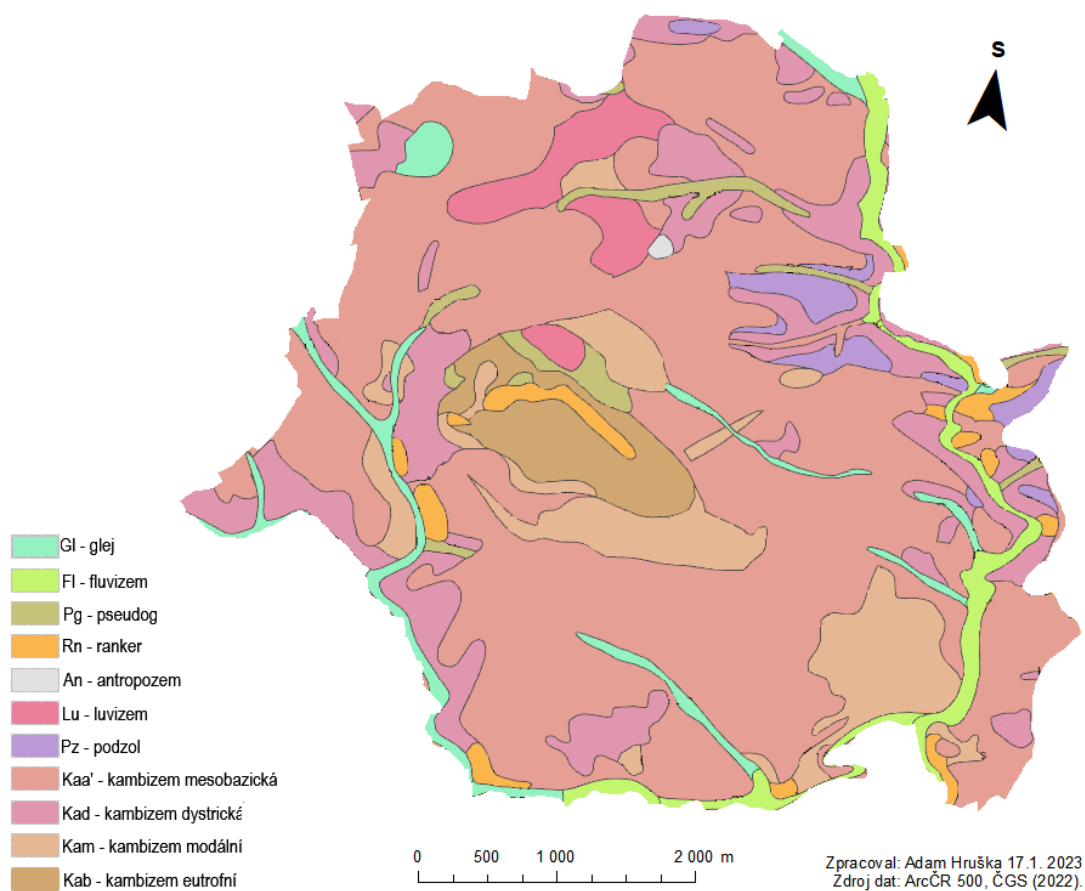 S
Gl - glej
Fl - fluvizem
Pg - pseudog
Rn - ranker
An - antropozem
Lu - luvizem
Pz - podzol
Kaa' - kambizem mesobazická
Kad - kambizem dystrická
Kam - kambizem modální
Kab - kambizem eutrofní
0 500 1 000 2 000 m
Zpracoval: Adam Hruška 17.1. 2023
Zdroj dat: ArcČR 500, ČGS (2022).